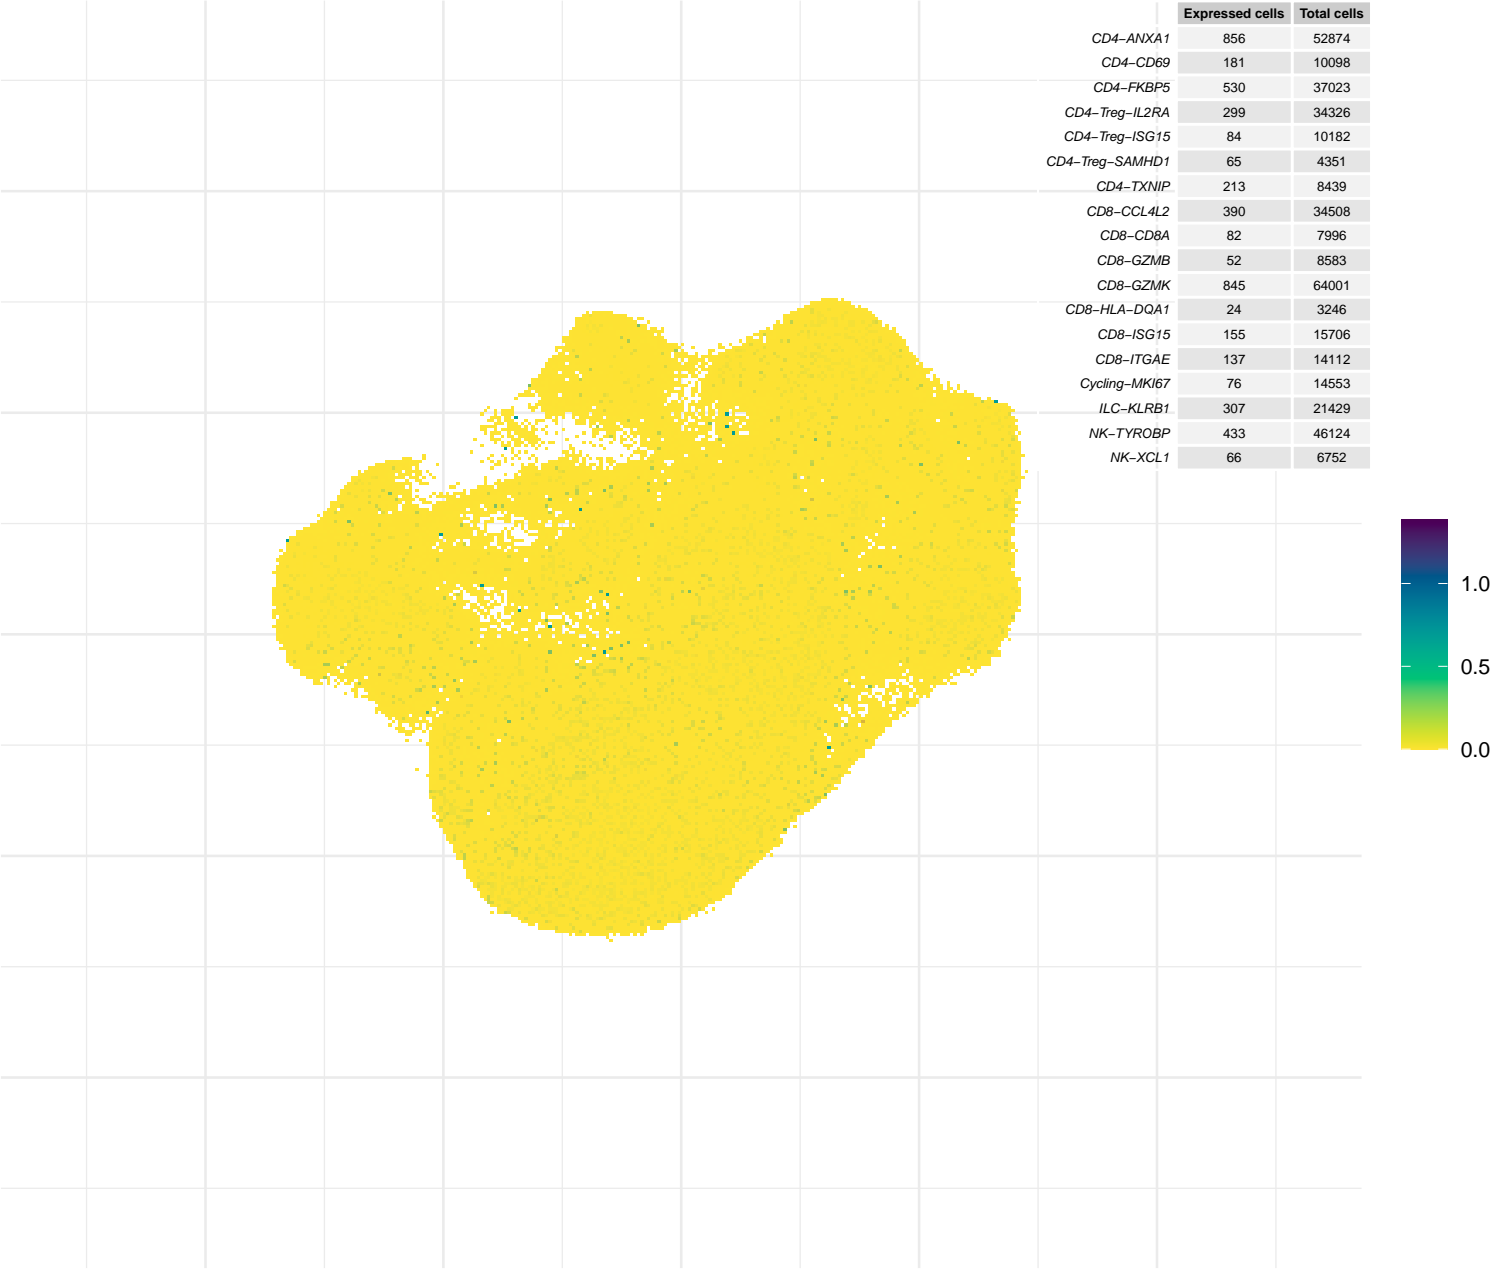 Expressed cells Total cells
CD4−ANXA1 856 52874
CD4−CD69 181 10098
CD4−FKBP5 530 37023
CD4−Treg−IL2RA 299 34326
CD4−Treg−ISG15 84 10182
CD4−Treg−SAMHD1 65 4351
CD4−TXNIP 213 8439
CD8−CCL4L2 390 34508
CD8−CD8A 82 7996
CD8−GZMB 52 8583
CD8−GZMK 845 64001
CD8−HLA−DQA1 24 3246
CD8−ISG15 155 15706
CD8−ITGAE 137 14112
Cycling−MKI67 76 14553
ILC−KLRB1 307 21429
NK−TYROBP 433 46124
NK−XCL1 66 6752
1.0
0.5
0.0